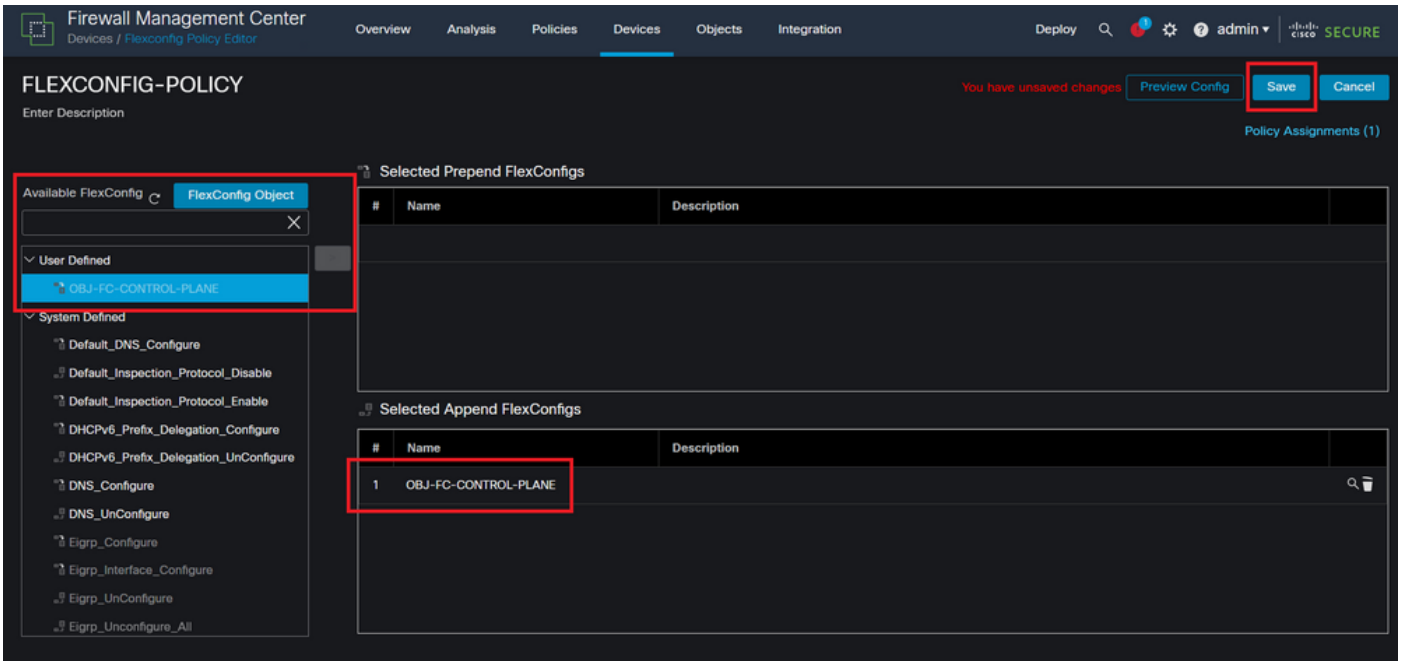 Firewall Management Center
Devices / Flexconfig Policy Editor
Overview Analysis Policies Devices Objects Integration
Deploy 1 ? admin
cisco SECURE
FLEXCONFIG-POLICY
Enter Description
You have unsaved changes Preview Config Save Cancel
Policy Assignments (1)
Available FlexConfig FlexConfig Object
User Defined
OBJ-FC-CONTROL-PLANE
System Defined
Default_DNS_Configure
Default_Inspection_Protocol_Disable
Default_Inspection_Protocol_Enable
DHCPv6_Prefix_Delegation_Configure
DHCPv6_Prefix_Delegation_UnConfigure
DNS_Configure
DNS_UnConfigure
Eigrp_Configure
Eigrp_Interface_Configure
Eigrp_UnConfigure
Eigrp_Unconfigure_All
Selected Prepend FlexConfigs
# Name Description
Selected Append FlexConfigs
# Name Description
1 OBJ-FC-CONTROL-PLANE